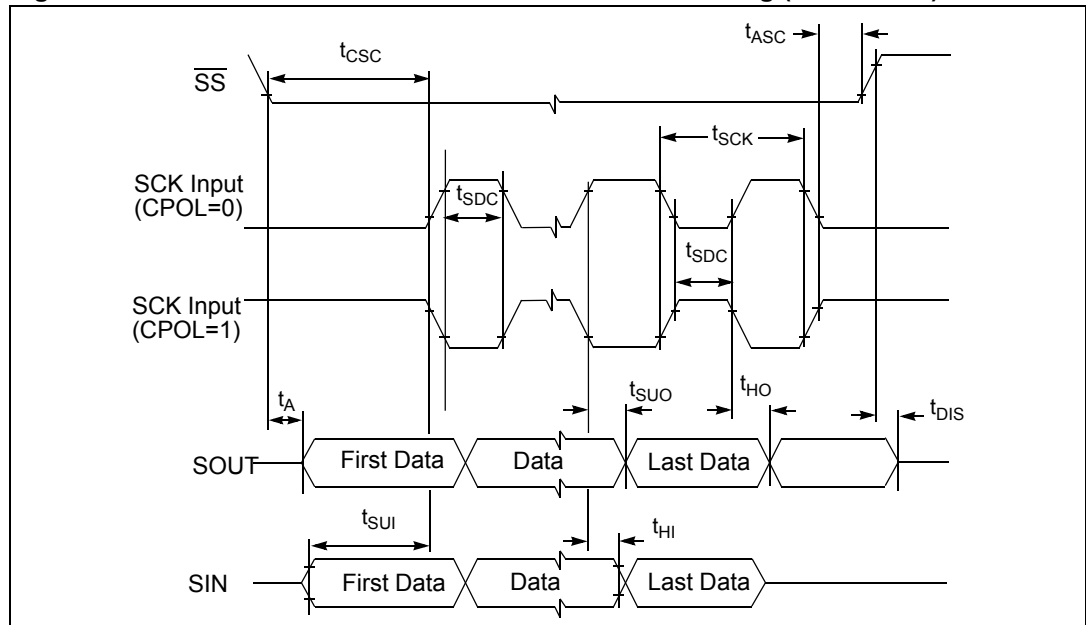 tASC
tCSC
SS
tSCK
SCK Input
(CPOL=0)
tSDC
tSDC
SCK Input
(CPOL=1)
tA
tSUO
tHO
tDIS
SOUT
First Data
Data
Last Data
tSUI
tHI
SIN
First Data
Data
Last Data